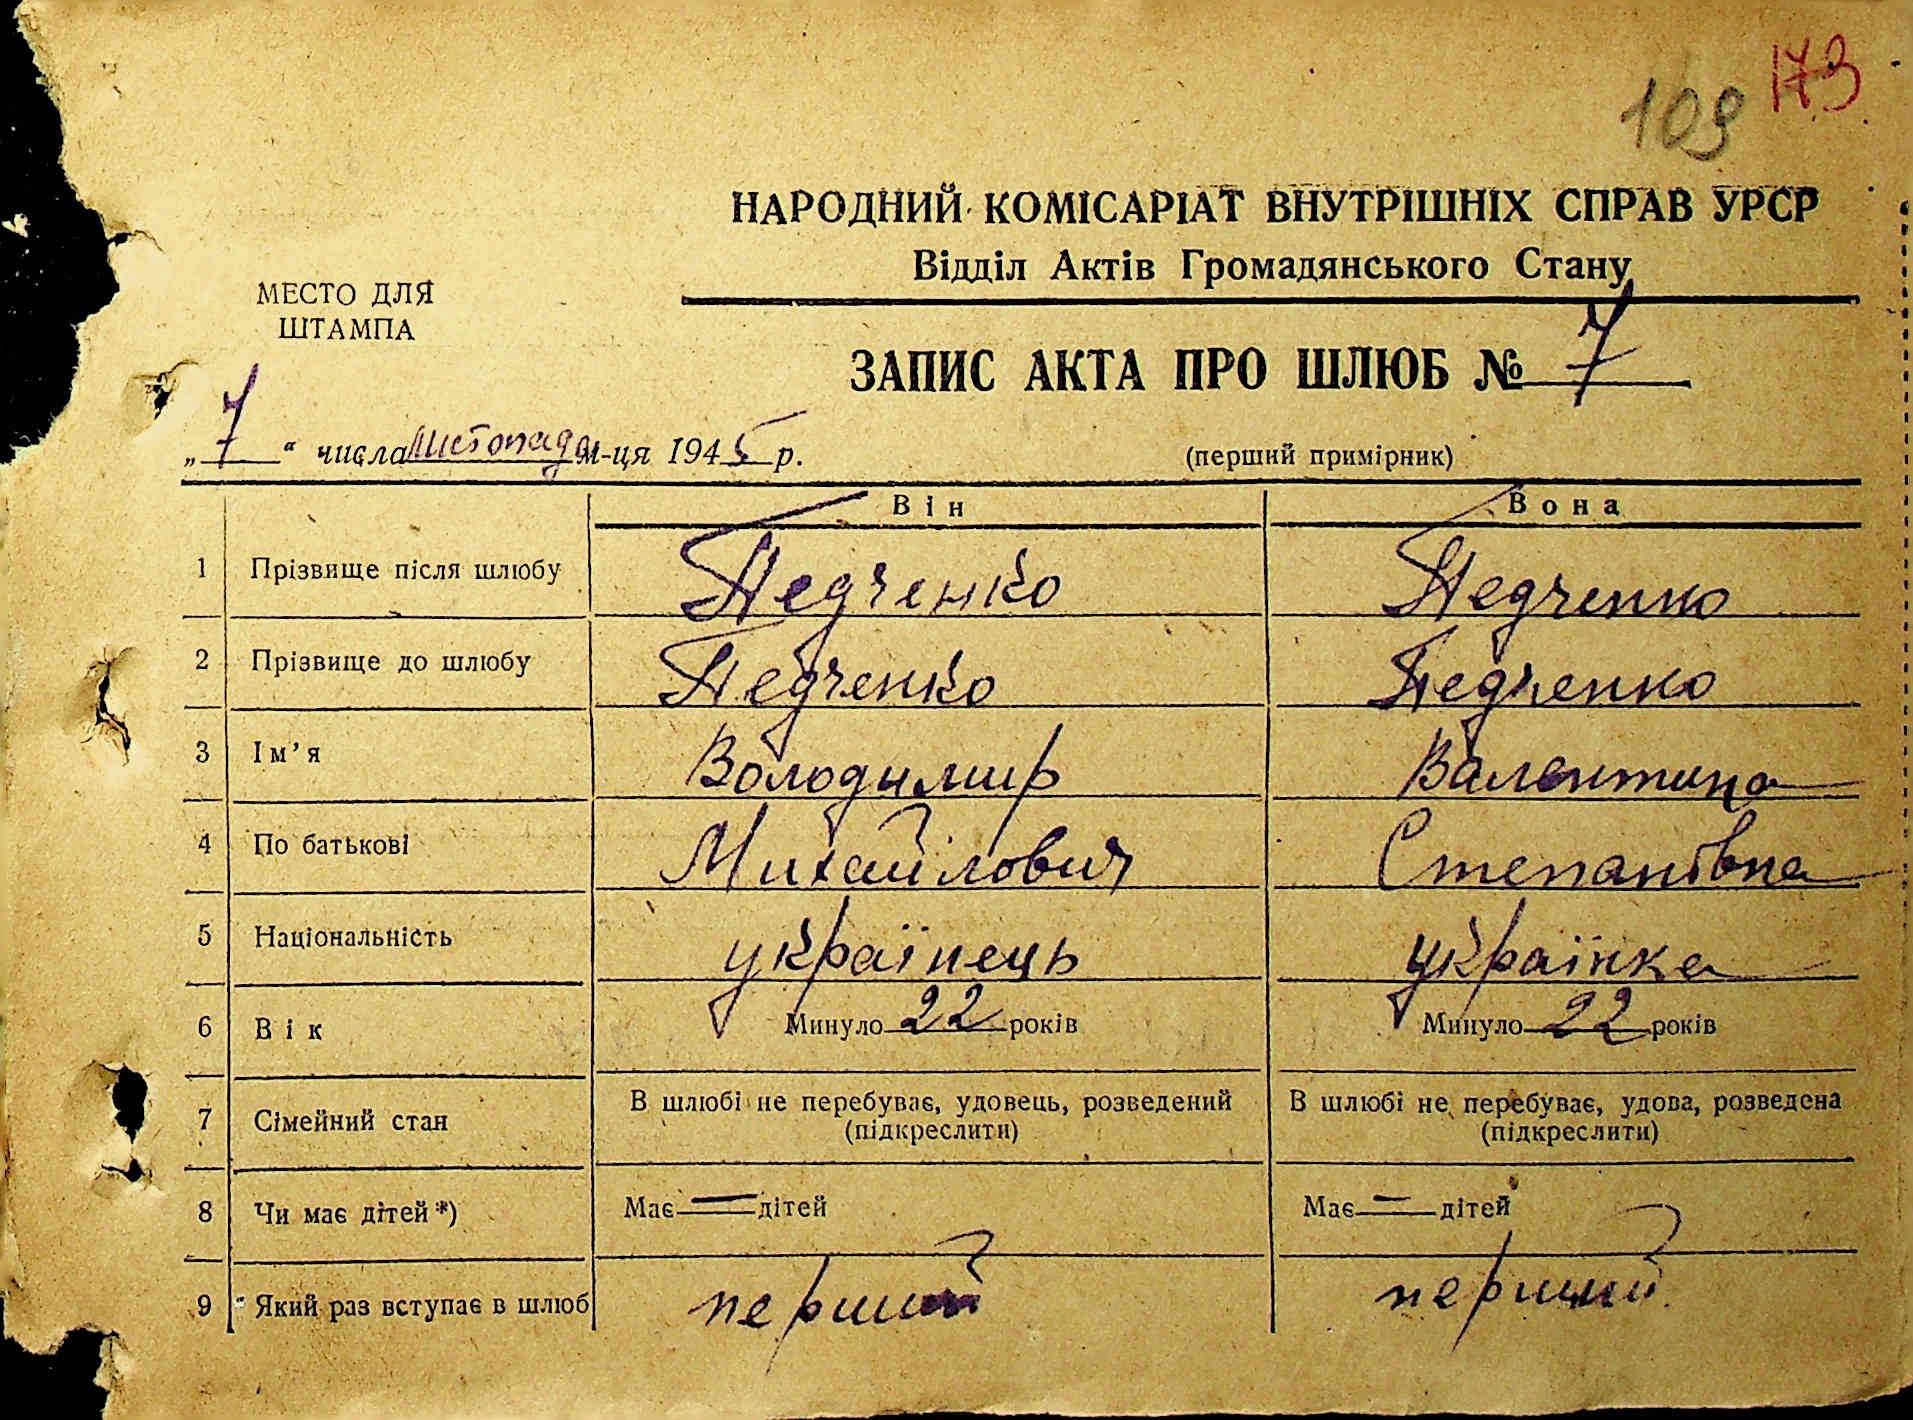 173
109
НАРОДНИЙ КОМІСАРІАТ ВНУТРІШНІХ СПРАВ УРСР
Відділ Актів Громадянського Стану
МЕСТО ДЛЯ
ШТАМПА
ЗАПИС АКТА ПРО ШЛЮБ № 7
„7“ числа листопада м-ця 1945 р.
(перший примірник)
Він Вона
1 Прізвище після шлюбу Педченко Педченко
2 Прізвище до шлюбу Педченко Педченко
3 Ім’я Володимир Валентина
4 По батькові Михайлович Степанівна
5 Національність українець українка
6 Вік Минуло 22 років Минуло 22 років
7 Сімейний стан В шлюбі не перебуває, удовець, розведений В шлюбі не перебуває, удова, розведена
(підкреслити) (підкреслити)
8 Чи має дітей *) Має — дітей Має — дітей
9 Який раз вступає в шлюб перший перший